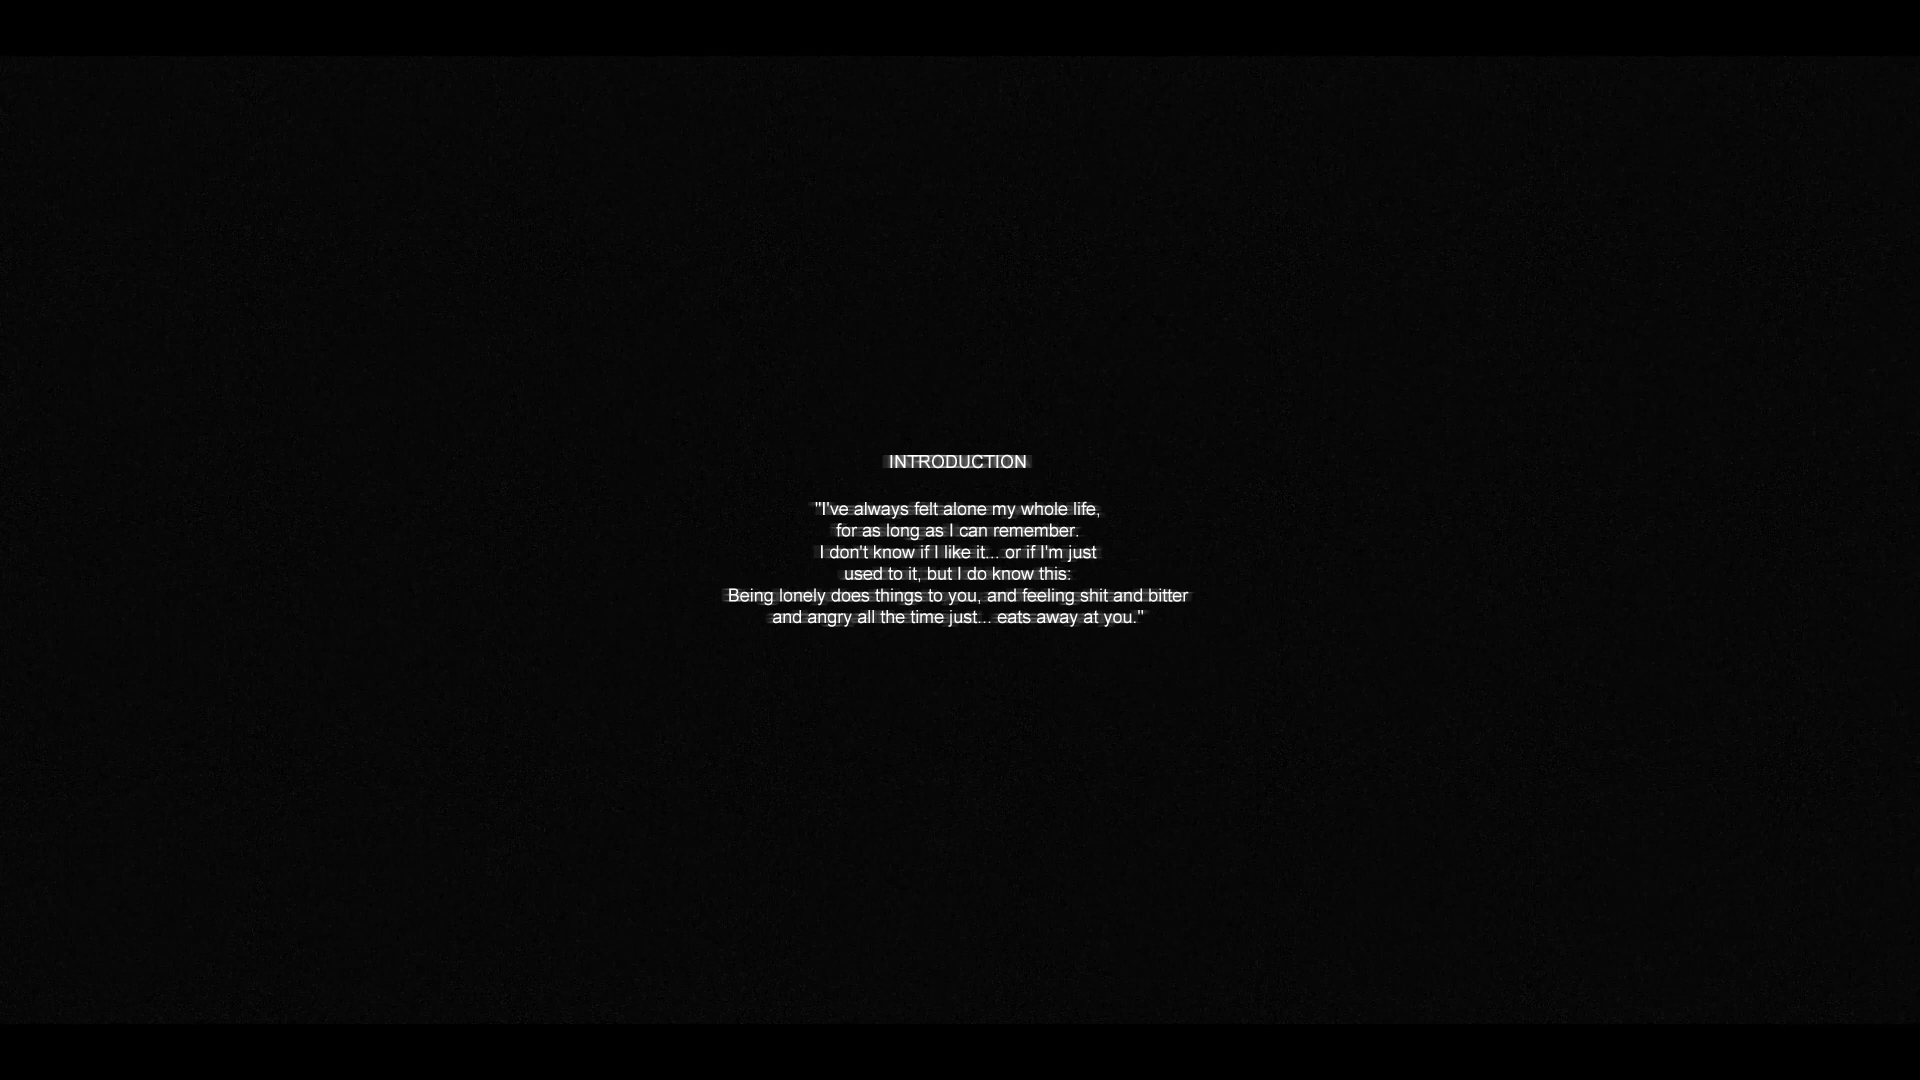 INTRODUCTION
"I've always felt alone my whole life,
for as long as I can remember.
I don't know if I like it... or if I'm just
used to it, but I do know this:
Being lonely does things to you, and feeling shit and bitter
and angry all the time just... eats away at you."